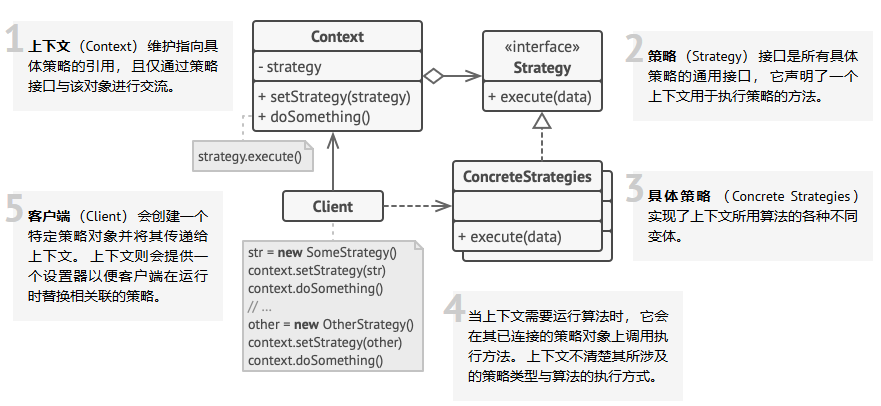 1
上下文（Context）维护指向具
体策略的引用，且仅通过策略
接口与该对象进行交流。
Context
- strategy
+ setStrategy(strategy)
+ doSomething()
strategy.execute()
«interface»
Strategy
+ execute(data)
2
策略（Strategy）接口是所有具体
策略的通用接口，它声明了一个
上下文用于执行策略的方法。
ConcreteStrategies
+ execute(data)
3
具体策略 （Concrete Strategies）
实现了上下文所用算法的各种不同
变体。
5
客户端（Client）会创建一个
特定策略对象并将其传递给
上下文。上下文则会提供一
个设置器以便客户端在运行
时替换相关联的策略。
Client
str = new SomeStrategy()
context.setStrategy(str)
context.doSomething()
// ...
other = new OtherStrategy()
context.setStrategy(other)
context.doSomething()
4
当上下文需要运行算法时，它会
在其已连接的策略对象上调用执
行方法。上下文不清楚其所涉及
的策略类型与算法的执行方式。